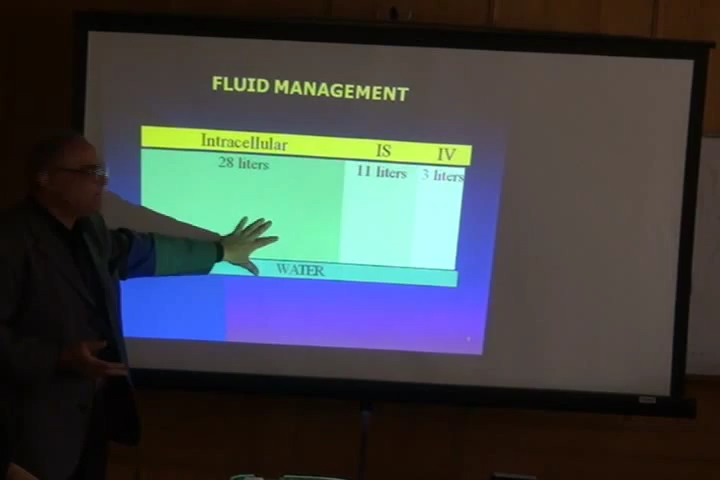 FLUID MANAGEMENT
Intracellular IS IV
28 liters 11 liters 3 liters
WATER